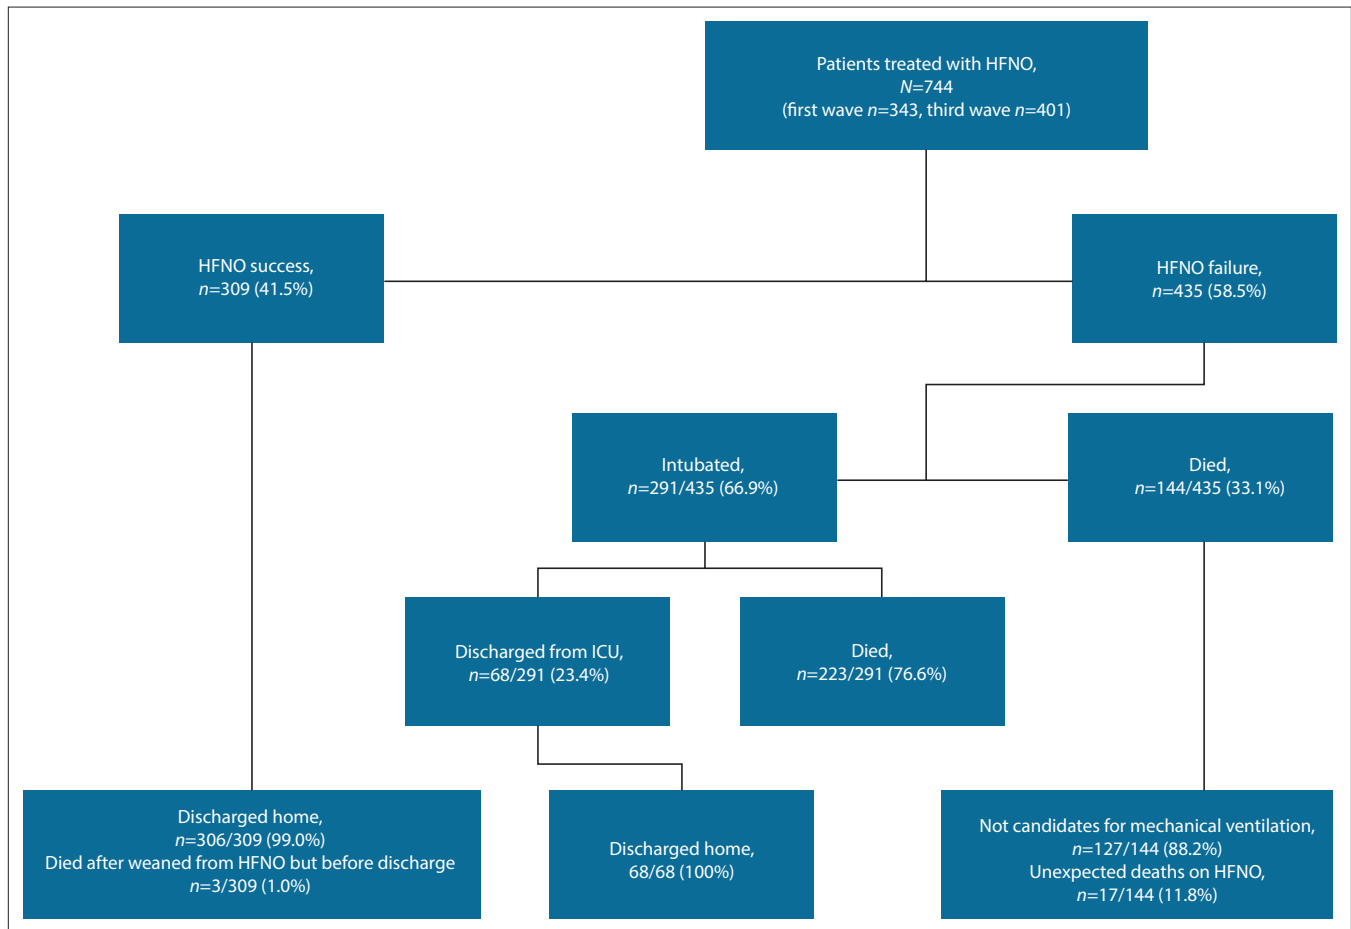 Patients treated with HFNO,
N=744
(first wave n=343, third wave n=401)
HFNO success,
n=309 (41.5%)
HFNO failure,
n=435 (58.5%)
Intubated,
n=291/435 (66.9%)
Died,
n=144/435 (33.1%)
Discharged from ICU,
n=68/291 (23.4%)
Died,
n=223/291 (76.6%)
Discharged home,
n=306/309 (99.0%)
Died after weaned from HFNO but before discharge
n=3/309 (1.0%)
Discharged home,
68/68 (100%)
Not candidates for mechanical ventilation,
n=127/144 (88.2%)
Unexpected deaths on HFNO,
n=17/144 (11.8%)